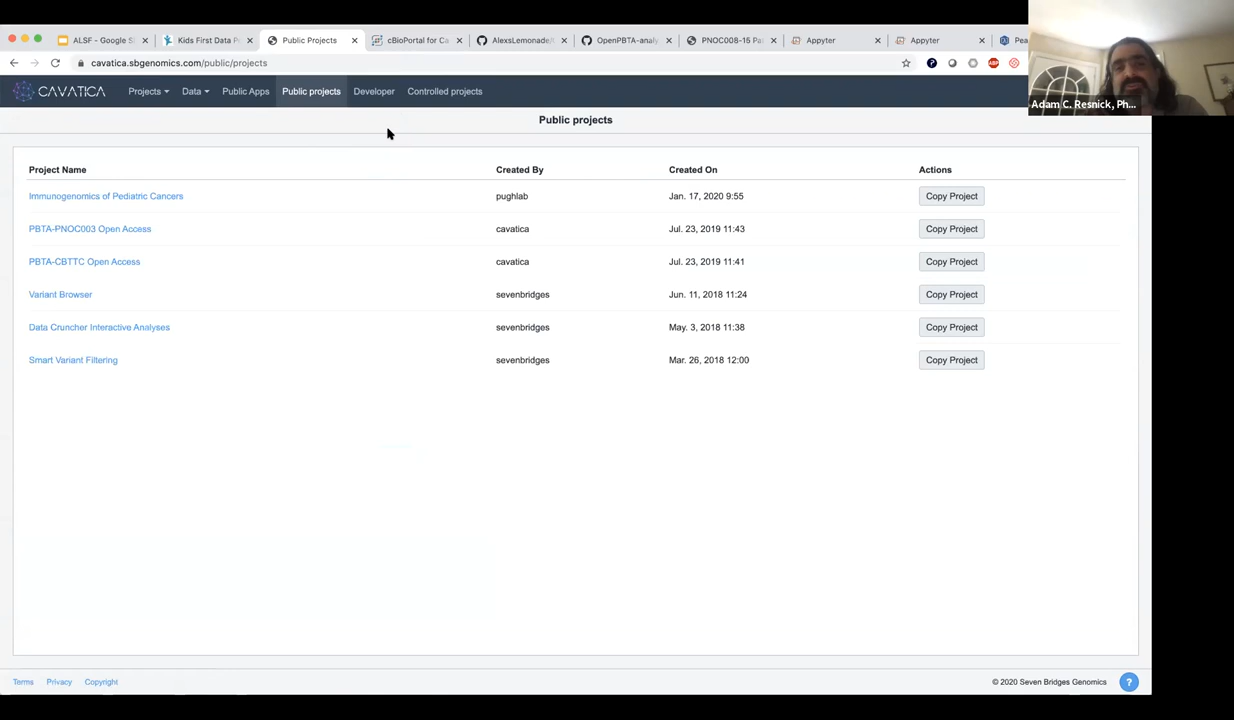 ALSF - Google S
Kids First Data P
Public Projects
cBioPortal for Ca
AlexsLemonadeA
OpenPBTA-analy
PNOC008-15 Pa
Appyter
Appyter
Pea
cavatica.sbgenomics.com/public/projects
ABP
CAVATICA
Projects
Data
Public Apps
Public projects
Developer
Controlled projects
Adam C. Resnick, Ph...
Public projects
Project Name Created By Created On Actions
Immunogenomics of Pediatric Cancers pughlab Jan. 17, 2020 9:55 Copy Project
PBTA-PNOC003 Open Access cavatica Jul. 23, 2019 11:43 Copy Project
PBTA-CBTTC Open Access cavatica Jul. 23, 2019 11:41 Copy Project
Variant Browser sevenbridges Jun. 11, 2018 11:24 Copy Project
Data Cruncher Interactive Analyses sevenbridges May. 3, 2018 11:38 Copy Project
Smart Variant Filtering sevenbridges Mar. 26, 2018 12:00 Copy Project
Terms Privacy Copyright © 2020 Seven Bridges Genomics ?